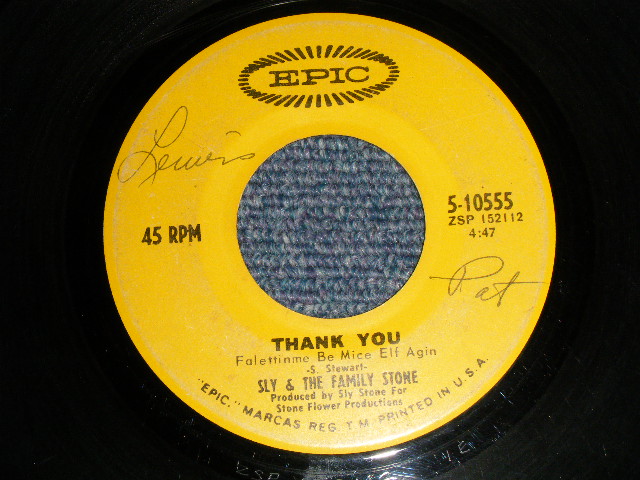 EPIC
Lewis
45 RPM
5-10555
ZSP 152112
4:47
Pat
THANK YOU
Falettinme Be Mice Elf Agin
-S. Stewart-
SLY & THE FAMILY STONE
Produced by Sly Stone For
Stone Flower Productions
"EPIC," MARCAS REG. T.M. PRINTED IN U.S.A.
ZSP